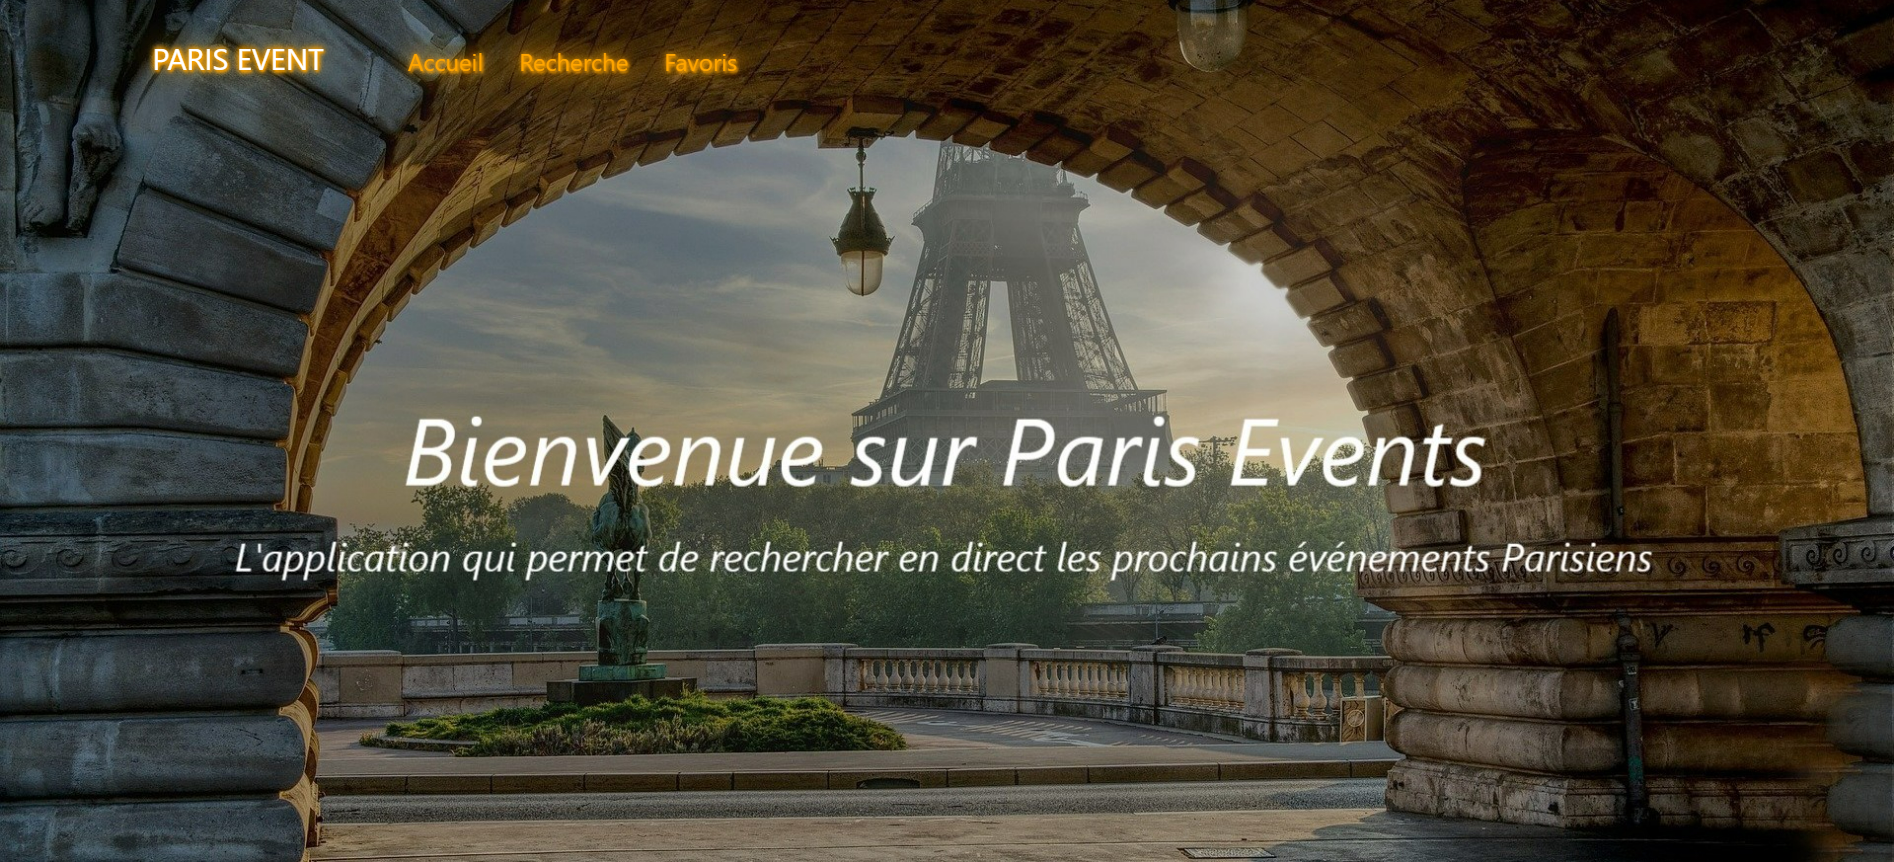 PARIS EVENT Accueil Recherche Favoris
Bienvenue sur Paris Events
L'application qui permet de rechercher en direct les prochains événements Parisiens